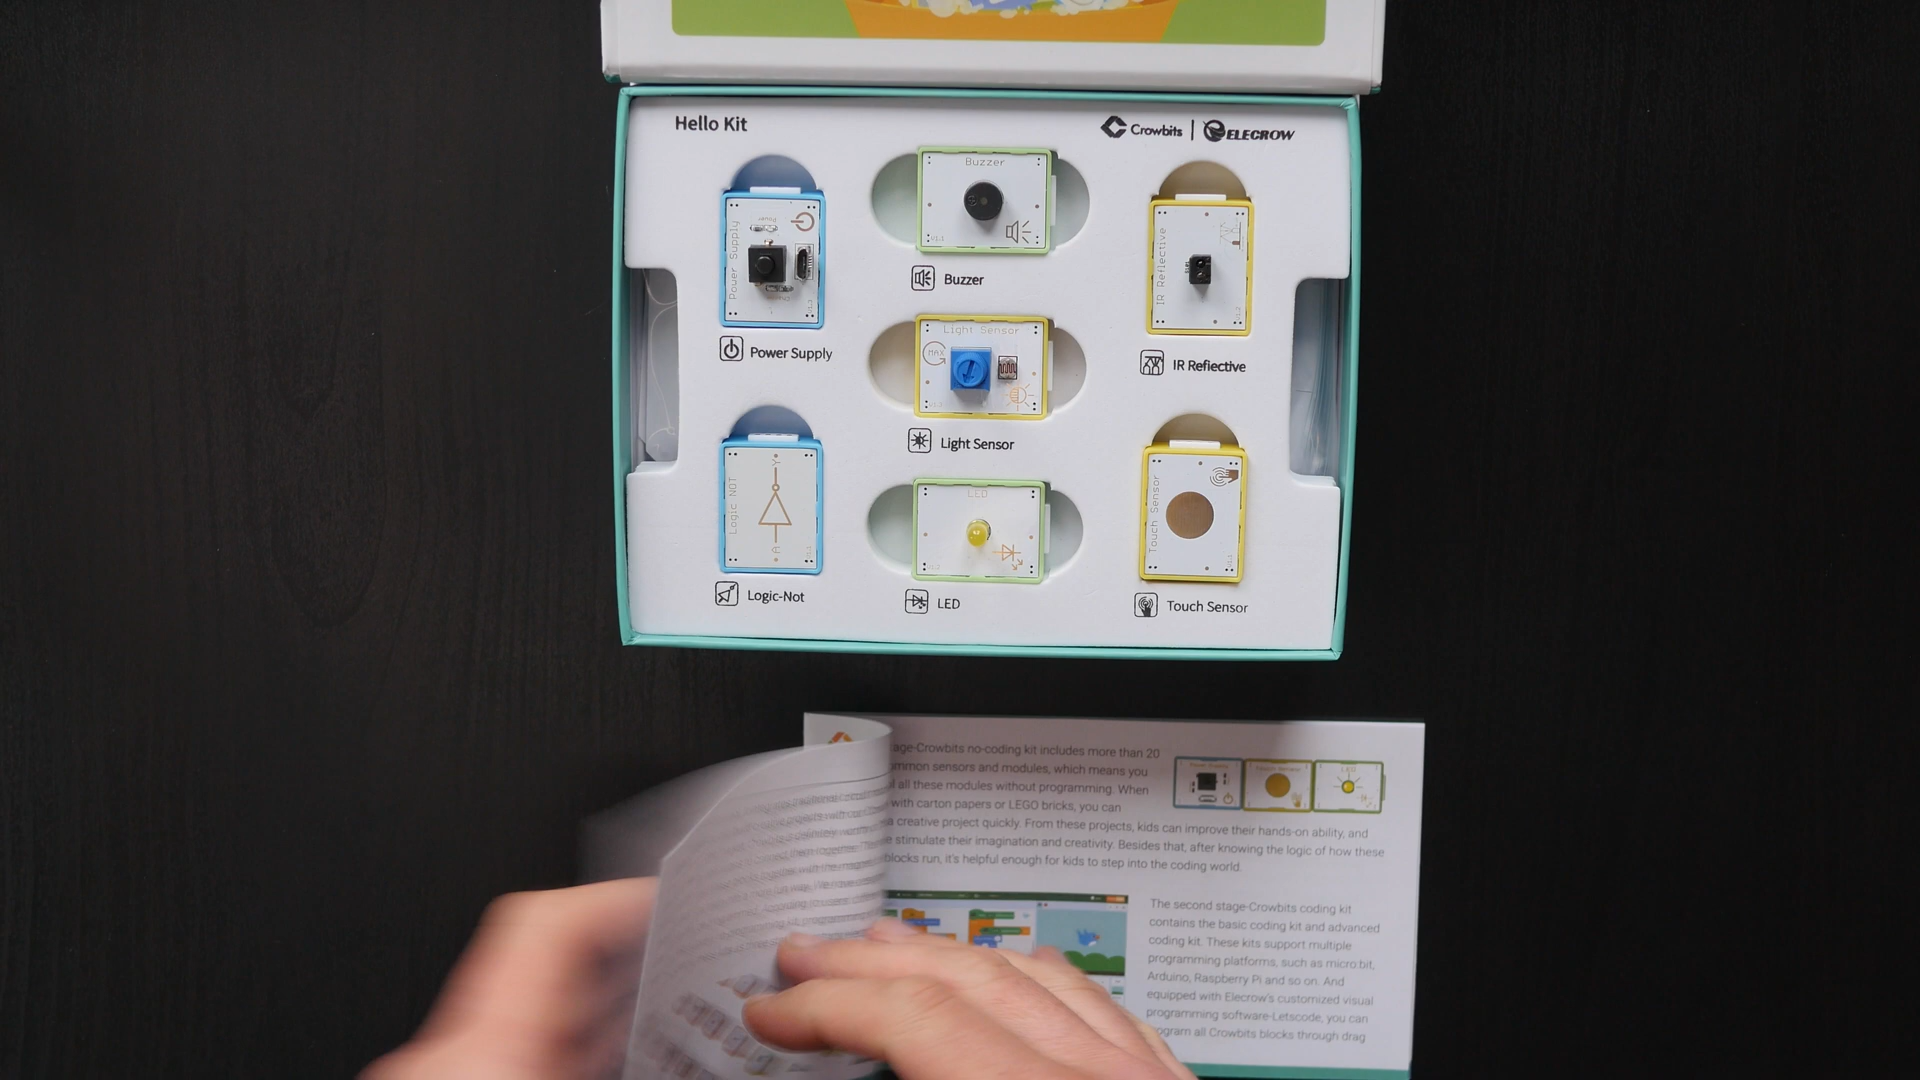 Hello Kit
Crowbits | ELECROW
Buzzer
Power Supply
Power
IR Reflective
Buzzer
Light Sensor
MAX
Power Supply
IR Reflective
Light Sensor
Logic NOT
Y
A
LED
Touch Sensor
Logic-Not
LED
Touch Sensor
age-Crowbits no-coding kit includes more than 20
mmon sensors and modules, which means you
all these modules without programming. When
with carton papers or LEGO bricks, you can
a creative project quickly. From these projects, kids can improve their hands-on ability, and
e stimulate their imagination and creativity. Besides that, after knowing the logic of how these
blocks run, it's helpful enough for kids to step into the coding world.
The second stage-Crowbits coding kit
contains the basic coding kit and advanced
coding kit. These kits support multiple
programming platforms, such as micro:bit,
Arduino, Raspberry Pi and so on. And
equipped with Elecrow's customized visual
programming software-Letscode, you can
ogram all Crowbits blocks through drag